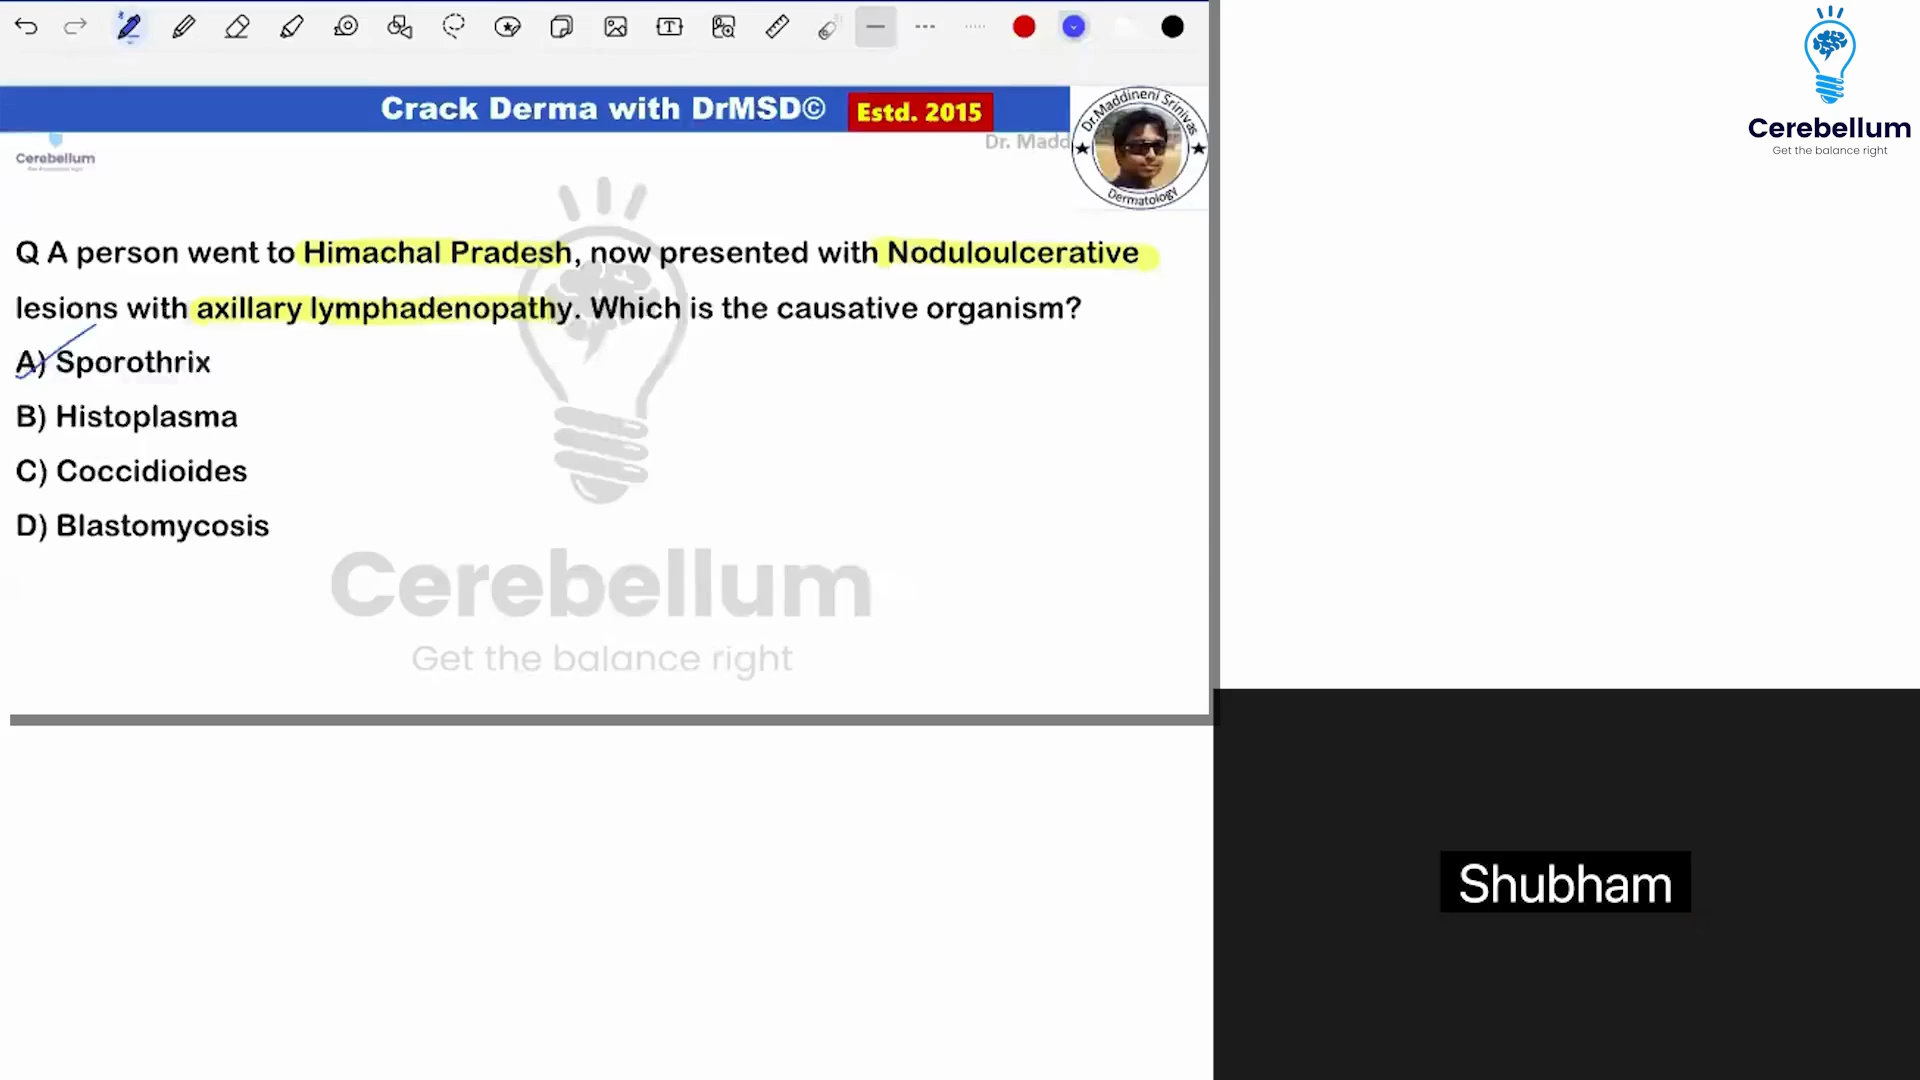 Crack Derma with DrMSD© Estd. 2015
Dr. Maddineni Srinivas
Dermatology
Dr. Madd
Cerebellum
Cerebellum
Get the balance right
Q A person went to Himachal Pradesh, now presented with Noduloulcerative
lesions with axillary lymphadenopathy. Which is the causative organism?
A) Sporothrix
B) Histoplasma
C) Coccidioides
D) Blastomycosis
Cerebellum
Get the balance right
Shubham